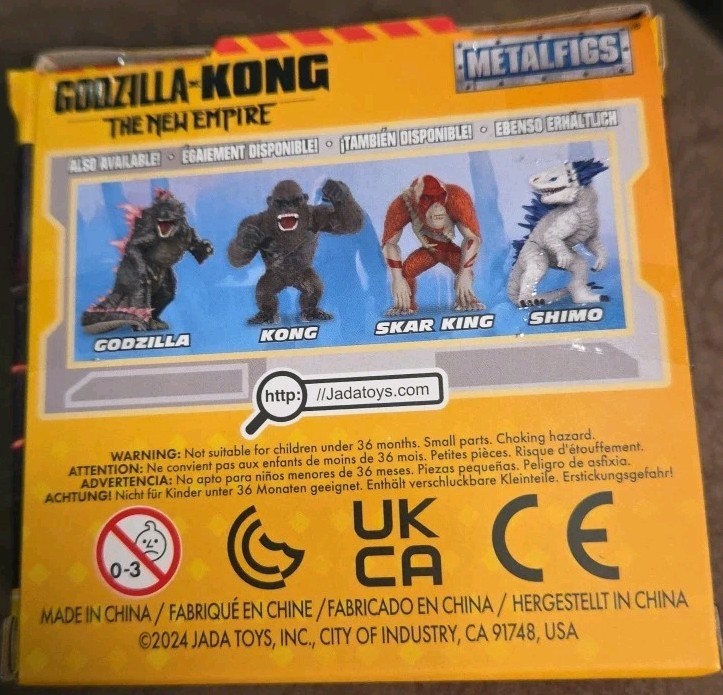 GODZILLA-KONG
THE NEW EMPIRE
METALFIGS
ALSO AVAILABLE! • ÉGALEMENT DISPONIBLE! • ¡TAMBIÉN DISPONIBLE! • EBENSO ERHÄLTLICH
GODZILLA
KONG
SKAR KING
SHIMO
http: //Jadatoys.com
WARNING: Not suitable for children under 36 months. Small parts. Choking hazard.
ATTENTION: Ne convient pas aux enfants de moins de 36 mois. Petites pièces. Risque d'étouffement.
ADVERTENCIA: No apto para niños menores de 36 meses. Piezas pequeñas. Peligro de asfixia.
ACHTUNG! Nicht für Kinder unter 36 Monaten geeignet. Enthält verschluckbare Kleinteile. Erstickungsgefahr!
0-3
UK
CA
CE
MADE IN CHINA / FABRIQUÉ EN CHINE / FABRICADO EN CHINA / HERGESTELLT IN CHINA
©2024 JADA TOYS, INC., CITY OF INDUSTRY, CA 91748, USA